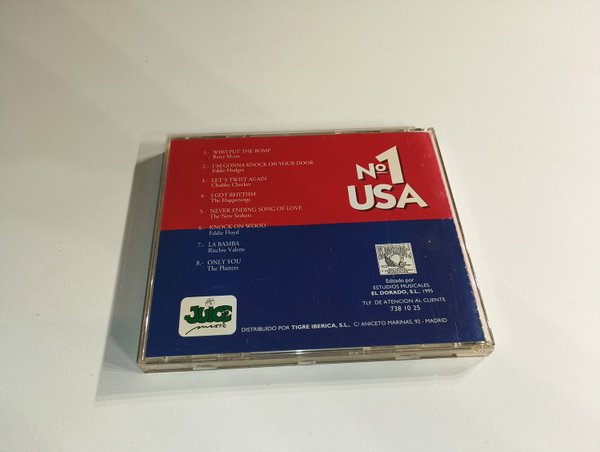 1.- WHO PUT THE BOMP
Barry Mann
2.- I'M GONNA KNOCK ON YOUR DOOR
Eddie Hodges
3.- LET´S TWIST AGAIN
Chubby Checker
4.- I GOT RHYTHM
The Happenings
5.- NEVER ENDING SONG OF LOVE
The New Seekers
6.- KNOCK ON WOOD
Eddie Floyd
7.- LA BAMBA
Ritchie Valens
8.- ONLY YOU
The Platters
Nº1
USA
Editado por
ESTUDIOS MUSICALES
EL DORADO, S.L., 1995
TLF. DE ATENCION AL CLIENTE
738 10 25
Juice
music
DISTRIBUIDO POR TIGRE IBERICA, S.L. C/ ANICETO MARINAS, 92 - MADRID